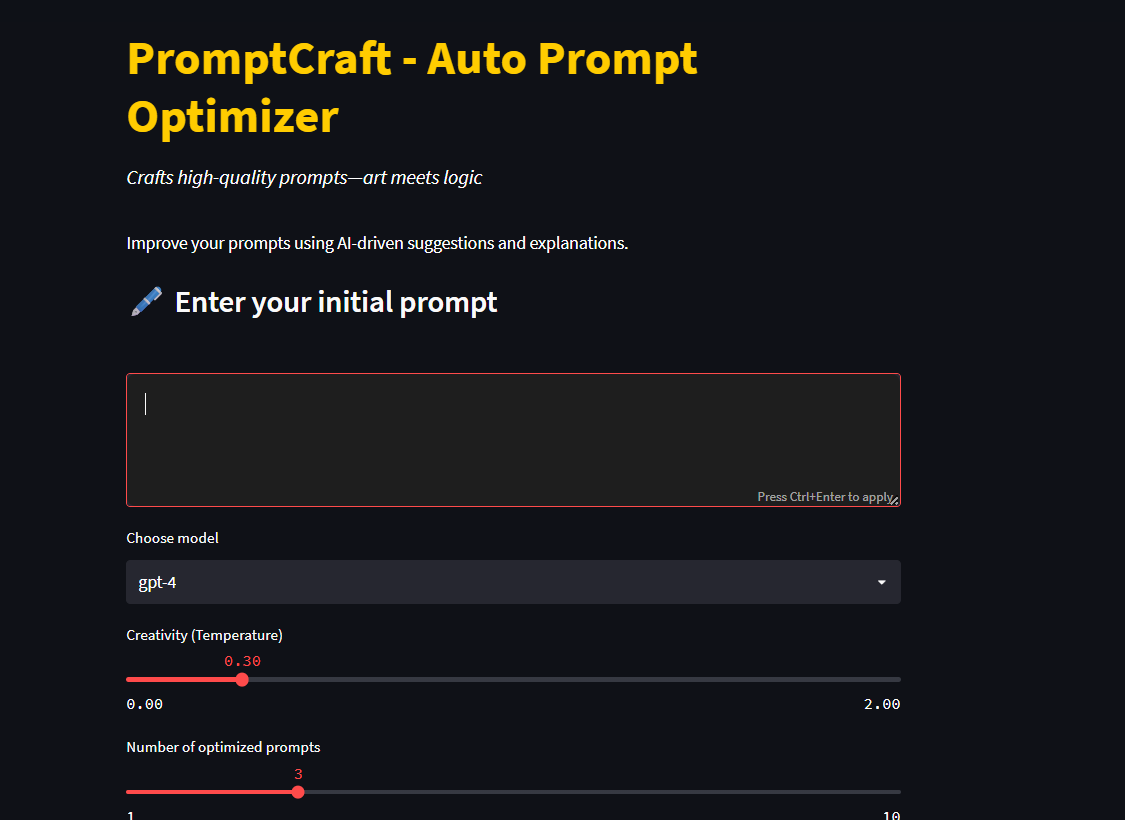 PromptCraft - Auto Prompt
Optimizer
Crafts high-quality prompts—art meets logic
Improve your prompts using AI-driven suggestions and explanations.
Enter your initial prompt
Press Ctrl+Enter to apply
Choose model
gpt-4
Creativity (Temperature)
0.30
0.00 2.00
Number of optimized prompts
3
1 10